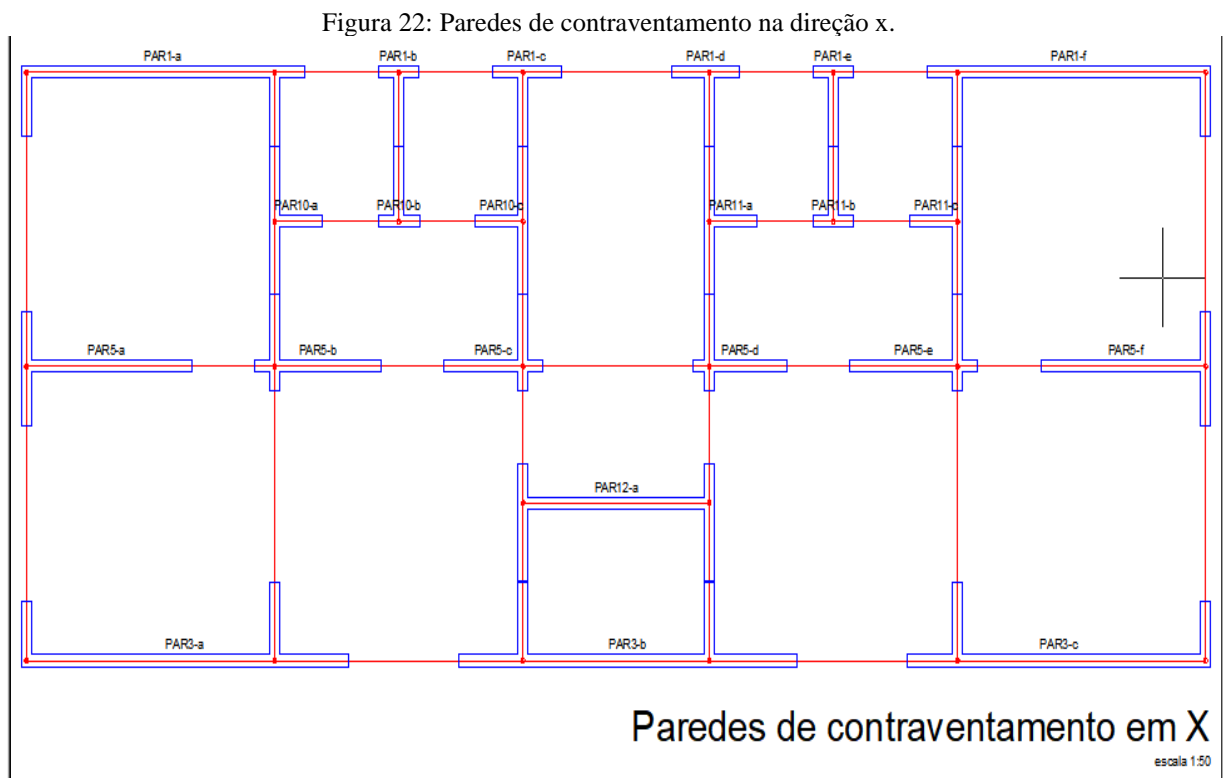 Figura 22: Paredes de contraventamento na direção x.
PAR1-a PAR1-b PAR1-c PAR1-d PAR1-e PAR1-f
PAR10-a PAR10-b PAR10-c PAR11-a PAR11-b PAR11-c
PAR5-a PAR5-b PAR5-c PAR5-d PAR5-e PAR5-f
PAR12-a
PAR3-a PAR3-b PAR3-c
Paredes de contraventamento em X
escala 1:50